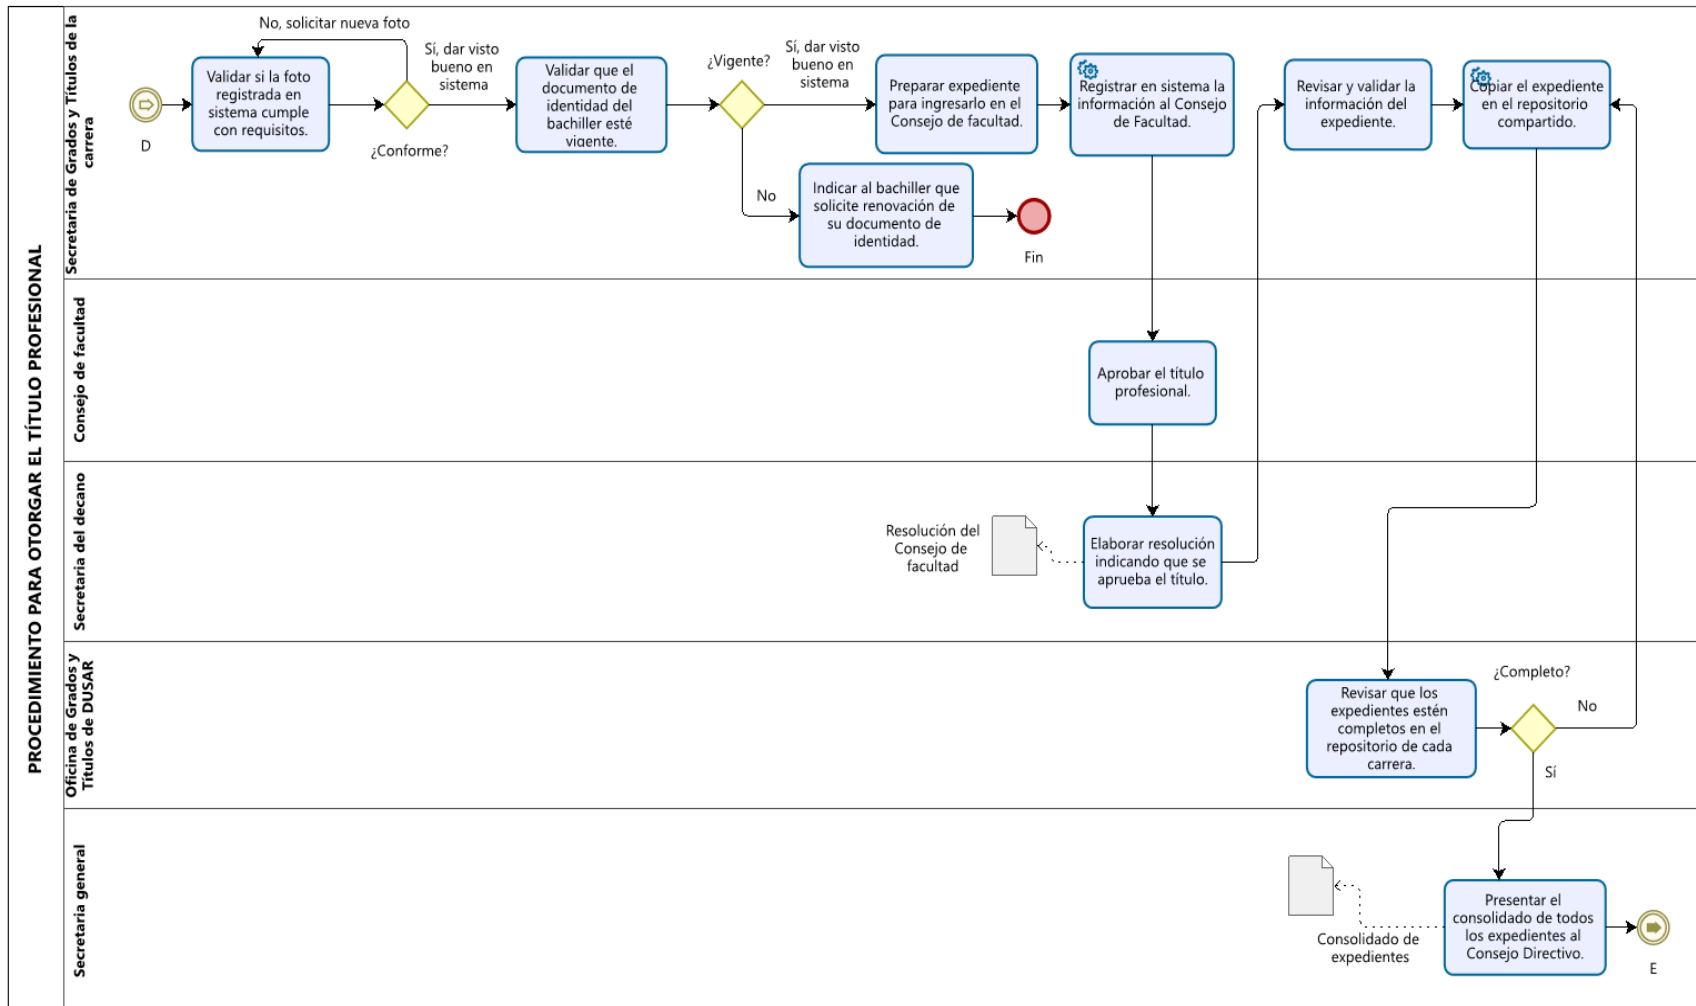 PROCEDIMIENTO PARA OTORGAR EL TÍTULO PROFESIONAL
Secretaria de Grados y Títulos de la
carrera
D
No, solicitar nueva foto
Validar si la foto
registrada en
sistema cumple
con requisitos.
¿Conforme?
Sí, dar visto
bueno en
sistema
Validar que el
documento de
identidad del
bachiller esté
vigente.
¿Vigente?
Sí, dar visto
bueno en
sistema
No
Indicar al bachiller que
solicite renovación de
su documento de
identidad.
Fin
Preparar expediente
para ingresarlo en el
Consejo de facultad.
Registrar en sistema la
información al Consejo
de Facultad.
Revisar y validar la
información del
expediente.
Copiar el expediente
en el repositorio
compartido.
Consejo de facultad
Aprobar el título
profesional.
Secretaria del decano
Resolución del
Consejo de
facultad
Elaborar resolución
indicando que se
aprueba el título.
Oficina de Grados y
Títulos de DUSAR
Revisar que los
expedientes estén
completos en el
repositorio de cada
carrera.
¿Completo?
No
Sí
Secretaria general
Consolidado de
expedientes
Presentar el
consolidado de todos
los expedientes al
Consejo Directivo.
E